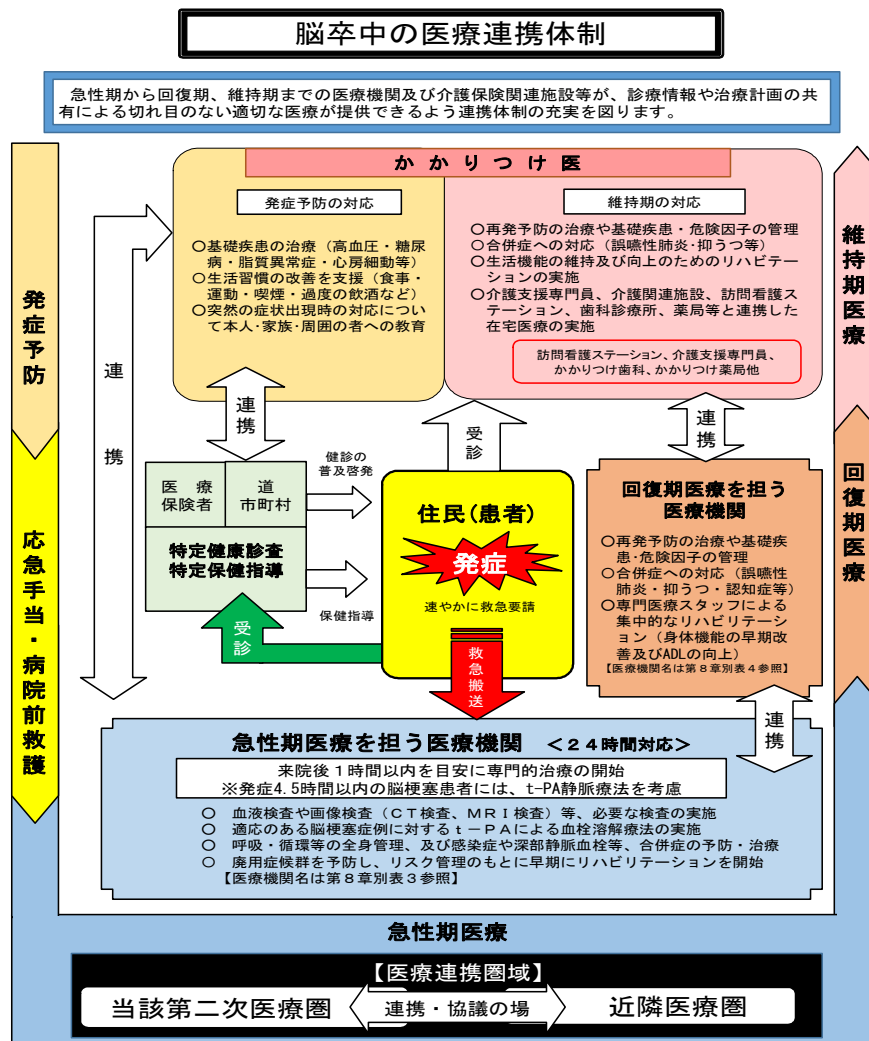 脳卒中の医療連携体制
急性期から回復期、維持期までの医療機関及び介護保険関連施設等が、診療情報や治療計画の共
有による切れ目のない適切な医療が提供できるよう連携体制の充実を図ります。
かかりつけ医
発症予防の対応
○基礎疾患の治療（高血圧・糖尿
病・脂質異常症・心房細動等）
○生活習慣の改善を支援（食事・
運動・喫煙・過度の飲酒など）
○突然の症状出現時の対応につい
て本人・家族・周囲の者への教育
維持期の対応
○再発予防の治療や基礎疾患・危険因子の管理
○合併症への対応（誤嚥性肺炎・抑うつ等）
○生活機能の維持及び向上のためのリハビリテー
ションの実施
○介護支援専門員、介護関連施設、訪問看護ス
テーション、歯科診療所、薬局等と連携した
在宅医療の実施
訪問看護ステーション、介護支援専門員、
かかりつけ歯科、かかりつけ薬局他
発症予防
応急手当・病院前救護
維持期医療
回復期医療
連携
連携
受診
連携
医療
保険者
道
市町村
特定健康診査
特定保健指導
健診の
普及啓発
保健指導
受診
住民（患者）
発症
速やかに救急要請
救急搬送
回復期医療を担う
医療機関
○再発予防の治療や基礎疾
患・危険因子の管理
○合併症への対応（誤嚥性
肺炎・抑うつ・認知症等）
○専門医療スタッフによる
集中的なリハビリテー
ション（身体機能の早期改
善及びADLの向上）
【医療機関名は第８章別表４参照】
連携
急性期医療を担う医療機関　＜２４時間対応＞
来院後１時間以内を目安に専門的治療の開始
※発症4.5時間以内の脳梗塞患者には、t-PA静脈療法を考慮
○　血液検査や画像検査（ＣＴ検査、ＭＲＩ検査）等、必要な検査の実施
○　適応のある脳梗塞症例に対するｔ－ＰＡによる血栓溶解療法の実施
○　呼吸・循環等の全身管理、及び感染症や深部静脈血栓等、合併症の予防・治療
○　廃用症候群を予防し、リスク管理のもとに早期にリハビリテーションを開始
【医療機関名は第８章別表３参照】
急性期医療
【医療連携圏域】
当該第二次医療圏
連携・協議の場
近隣医療圏